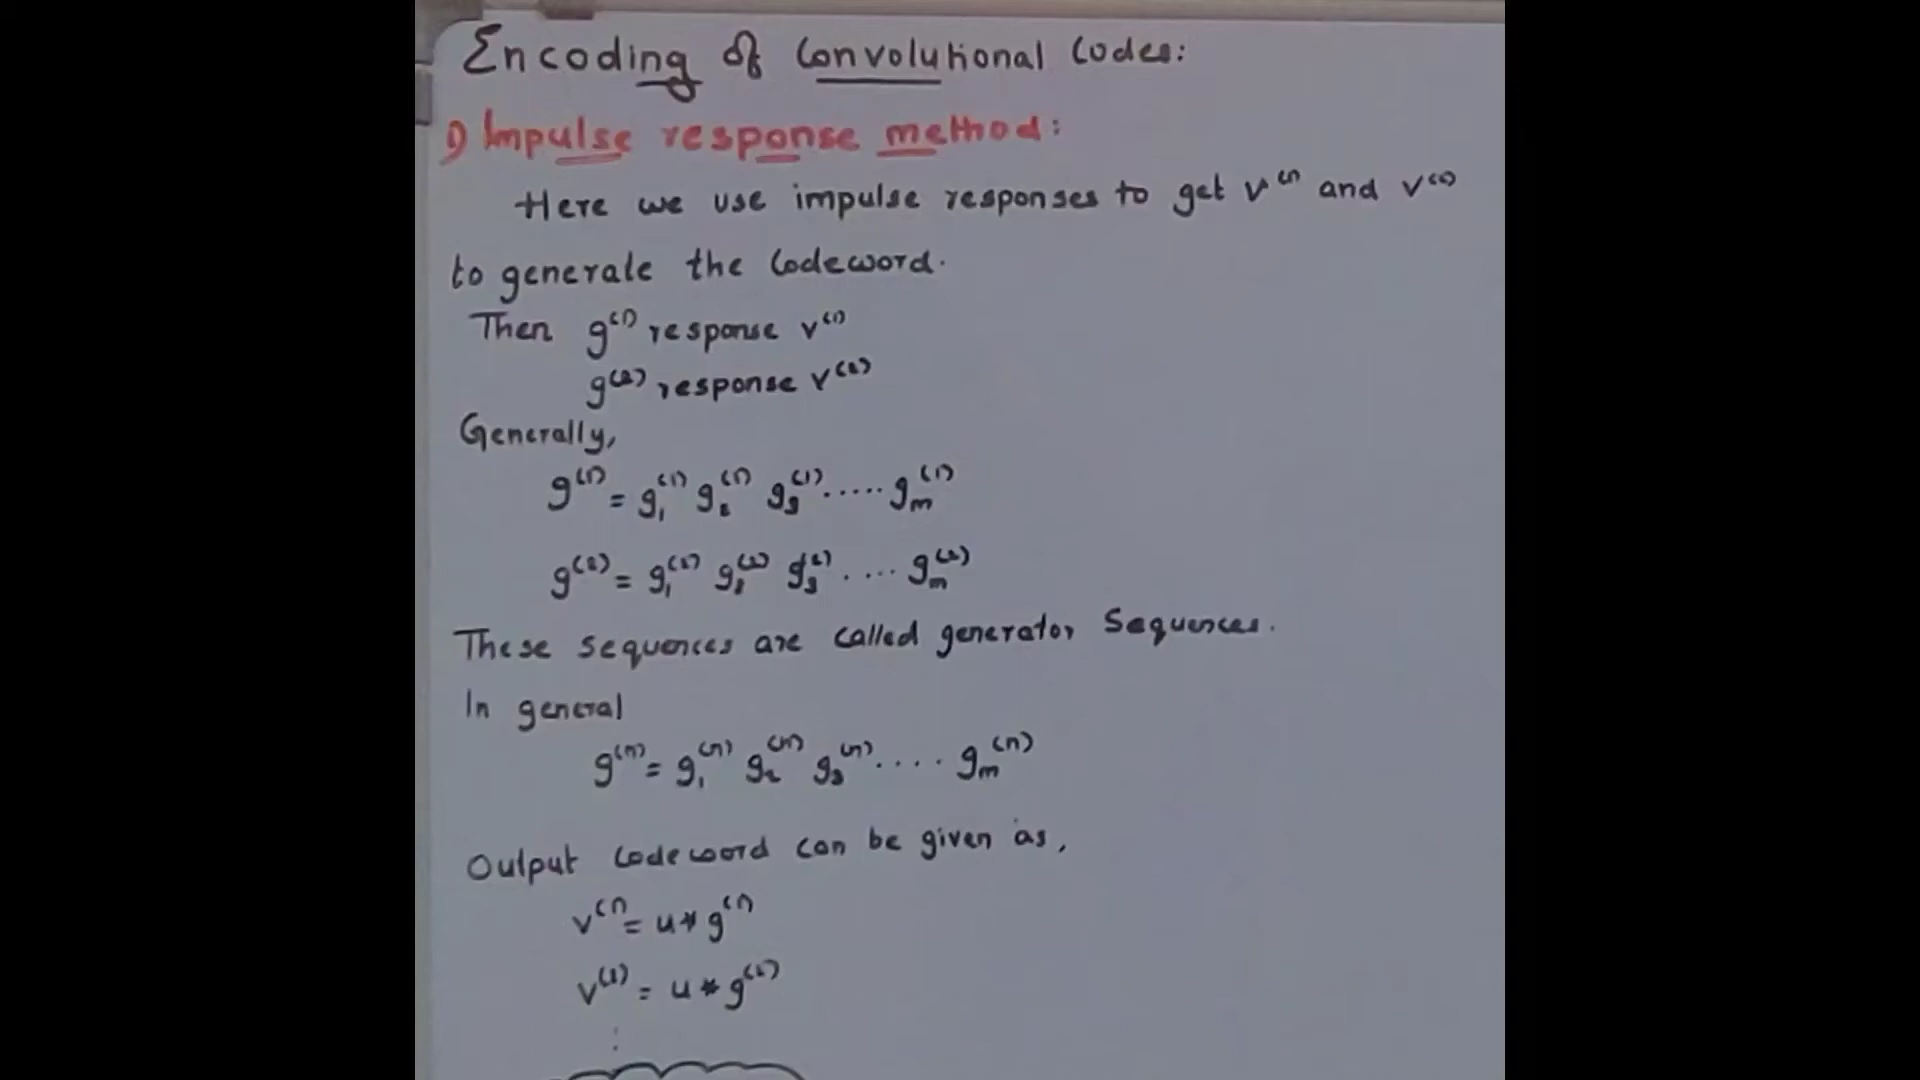 Encoding of Convolutional Codes:
1) Impulse response method:
Here we use impulse responses to get v⁽¹⁾ and v⁽²⁾
to generate the Codeword.
Then g⁽¹⁾ response v⁽¹⁾
g⁽²⁾ response v⁽²⁾
Generally,
g⁽¹⁾ = g₁⁽¹⁾ g₂⁽¹⁾ g₃⁽¹⁾ ..... gₘ⁽¹⁾
g⁽²⁾ = g₁⁽²⁾ g₂⁽²⁾ g₃⁽²⁾ .... gₘ⁽²⁾
These sequences are called generator Sequences.
In general
g⁽ⁿ⁾ = g₁⁽ⁿ⁾ g₂⁽ⁿ⁾ g₃⁽ⁿ⁾ .... gₘ⁽ⁿ⁾
Output Codeword can be given as,
v⁽¹⁾ = u * g⁽¹⁾
v⁽²⁾ = u * g⁽²⁾
⋮